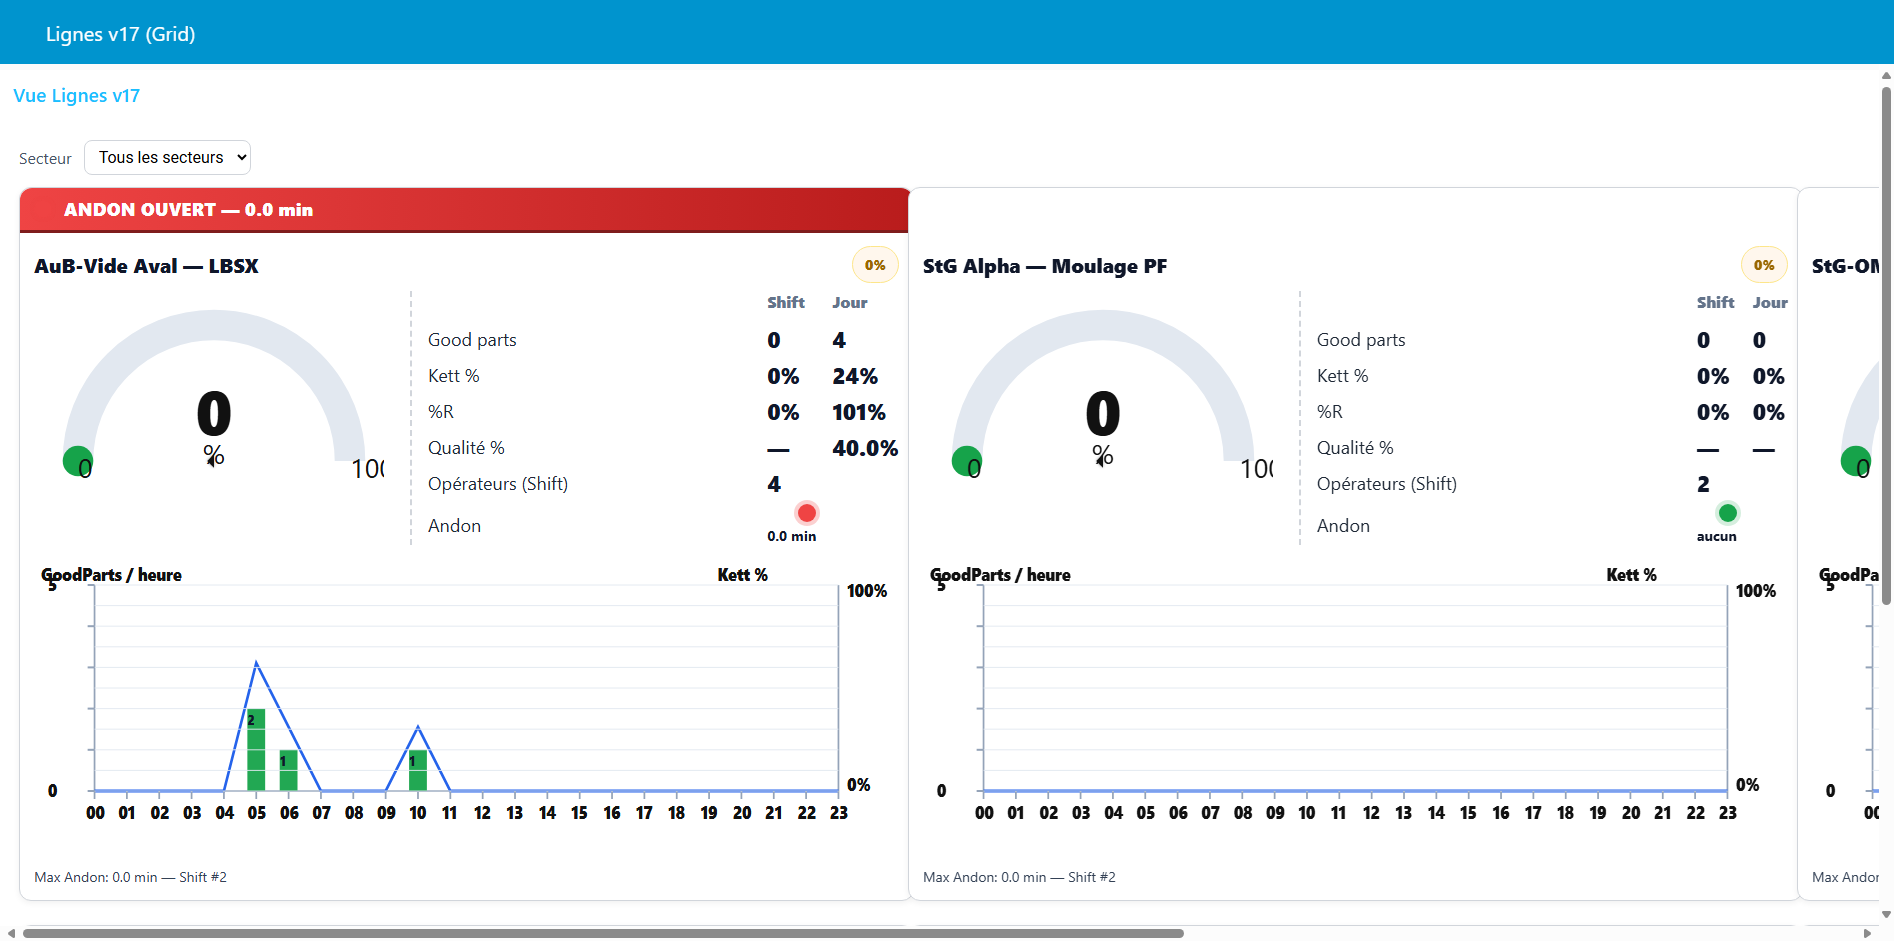 Lignes v17 (Grid)
Vue Lignes v17
Secteur Tous les secteurs
ANDON OUVERT — 0.0 min
AuB-Vide Aval — LBSX 0%
Shift Jour
Good parts 0 4
Kett % 0% 24%
%R 0% 101%
Qualité % — 40.0%
Opérateurs (Shift) 4
Andon
0.0 min
0
%
0 100
GoodParts / heure Kett %
5 100%
2
1
1
0 0%
00 01 02 03 04 05 06 07 08 09 10 11 12 13 14 15 16 17 18 19 20 21 22 23
Max Andon: 0.0 min — Shift #2
StG Alpha — Moulage PF 0%
Shift Jour
Good parts 0 0
Kett % 0% 0%
%R 0% 0%
Qualité % — —
Opérateurs (Shift) 2
Andon
aucun
0
%
0 100
GoodParts / heure Kett %
5 100%
0 0%
00 01 02 03 04 05 06 07 08 09 10 11 12 13 14 15 16 17 18 19 20 21 22 23
Max Andon: 0.0 min — Shift #2
0
GoodPa
5
0
00
Max Andon